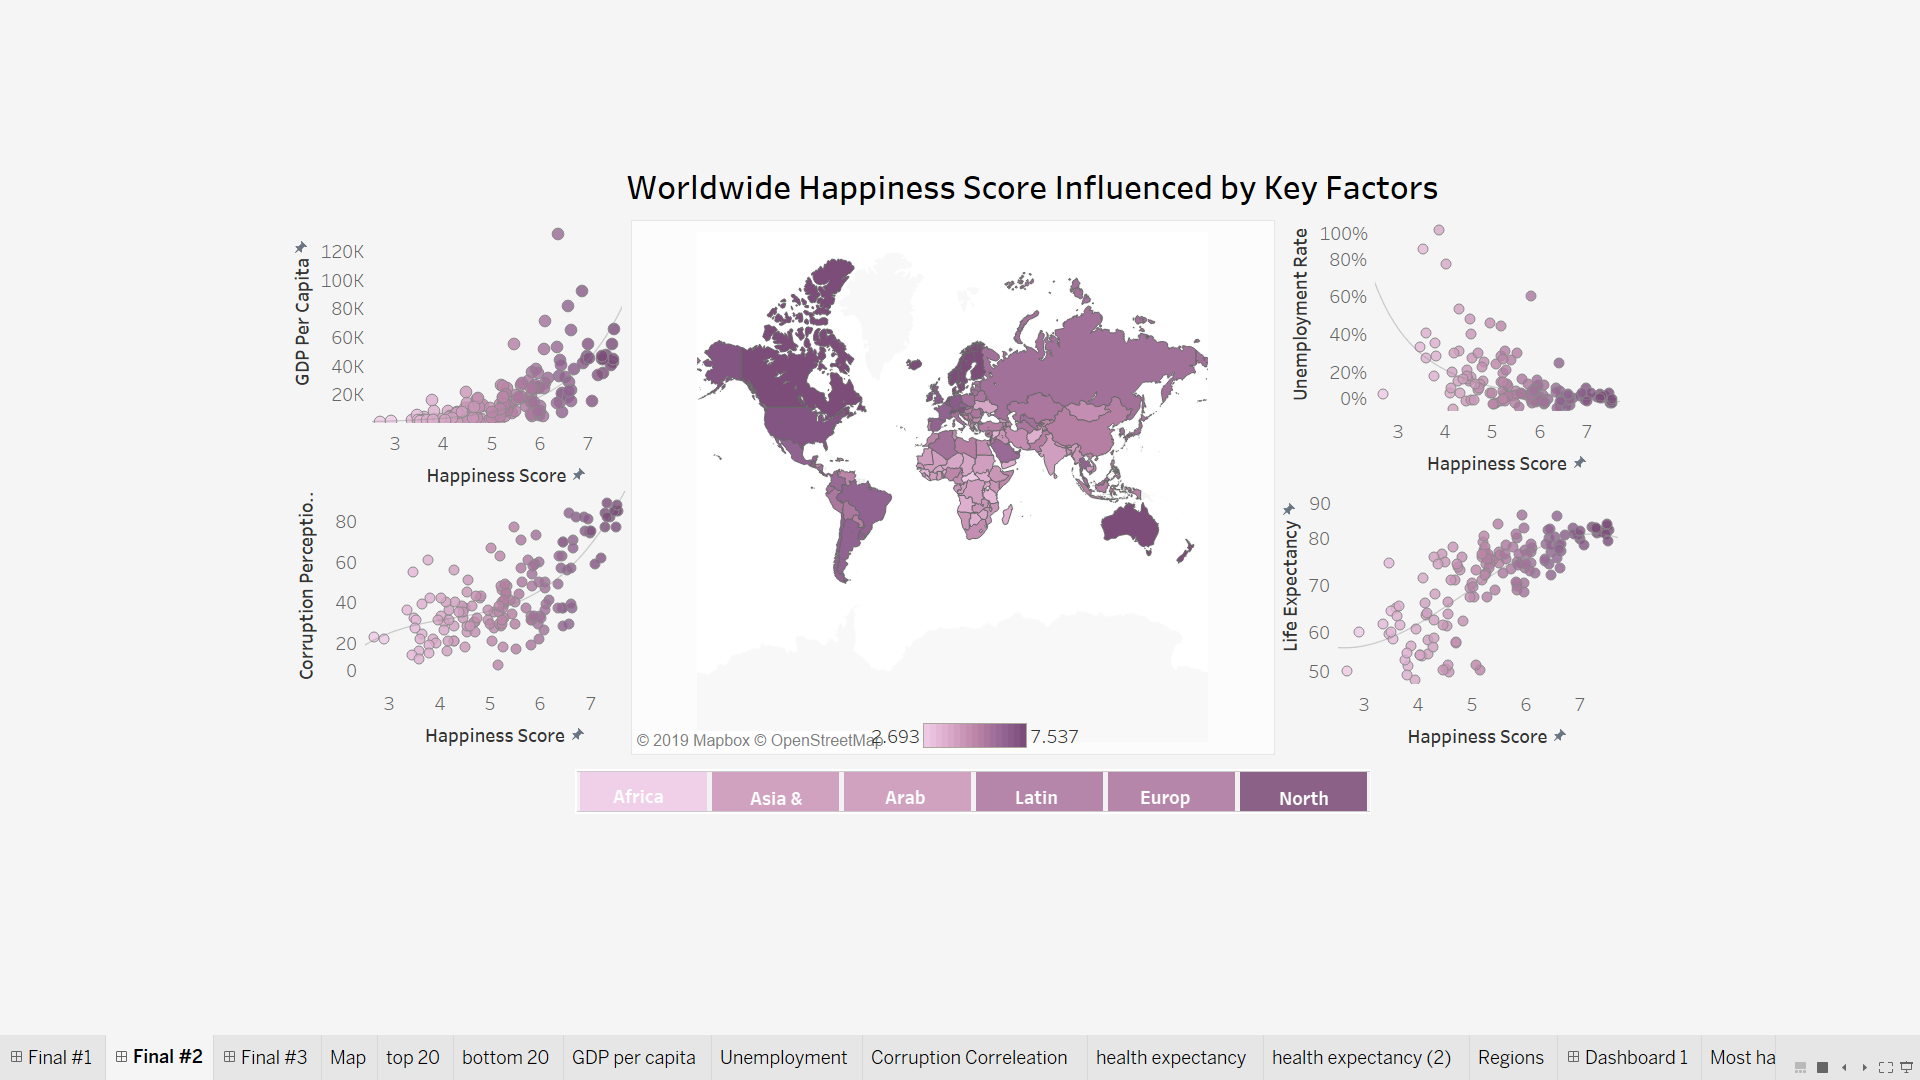 Worldwide Happiness Score Influenced by Key Factors
GDP Per Capita
120K
100K
80K
60K
40K
20K
3 4 5 6 7
Happiness Score
Corruption Perceptio..
80
60
40
20
0
3 4 5 6 7
Happiness Score
© 2019 Mapbox © OpenStreetMap
2.693 7.537
Unemployment Rate
100%
80%
60%
40%
20%
0%
3 4 5 6 7
Happiness Score
Life Expectancy
90
80
70
60
50
3 4 5 6 7
Happiness Score
Africa Asia & Arab Latin Europ North
Final #1 Final #2 Final #3 Map top 20 bottom 20 GDP per capita Unemployment Corruption Correleation health expectancy health expectancy (2) Regions Dashboard 1 Most ha